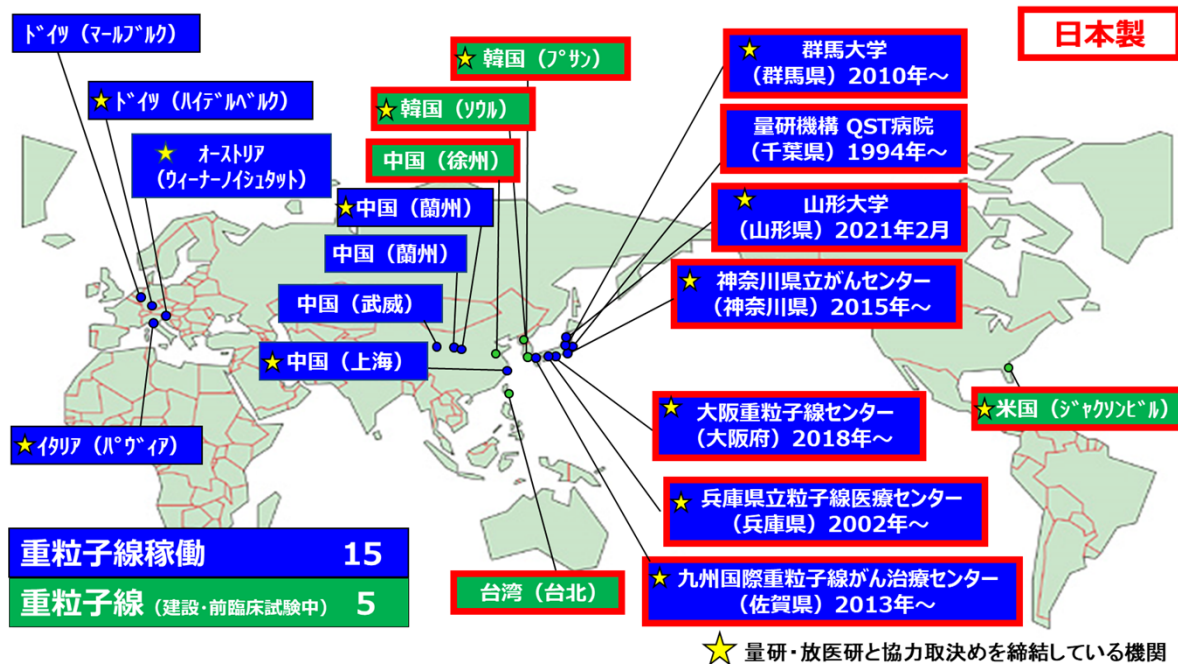 ﾄﾞｲﾂ（ﾏｰﾙﾌﾞﾙｸ）
ﾄﾞｲﾂ（ﾊｲﾃﾞﾙﾍﾞﾙｸ）
オーストリア
（ウィーナーノイシュタット）
韓国（ﾌﾟｻﾝ）
韓国（ｿｳﾙ）
中国（徐州）
中国（蘭州）
中国（蘭州）
中国（武威）
中国（上海）
ｲﾀﾘｱ（ﾊﾟｳﾞｨｱ）
日本製
群馬大学
（群馬県）2010年～
量研機構 QST病院
（千葉県）1994年～
山形大学
（山形県）2021年2月
神奈川県立がんセンター
（神奈川県）2015年～
米国（ｼﾞｬｸｿﾝﾋﾞﾙ）
大阪重粒子線センター
（大阪府）2018年～
兵庫県立粒子線医療センター
（兵庫県）2002年～
九州国際重粒子線がん治療センター
（佐賀県）2013年～
台湾（台北）
重粒子線稼働 15
重粒子線（建設・前臨床試験中） 5
量研・放医研と協力取決めを締結している機関